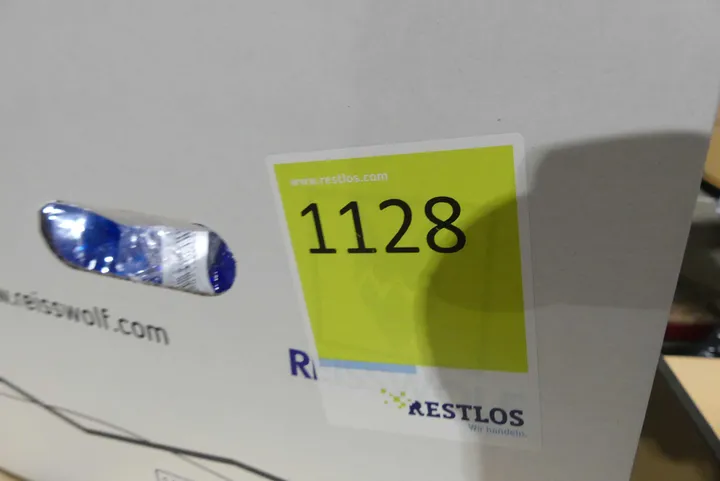 www.restlos.com
1128
w.reisswolf.com
RESTLOS
Wir handeln.